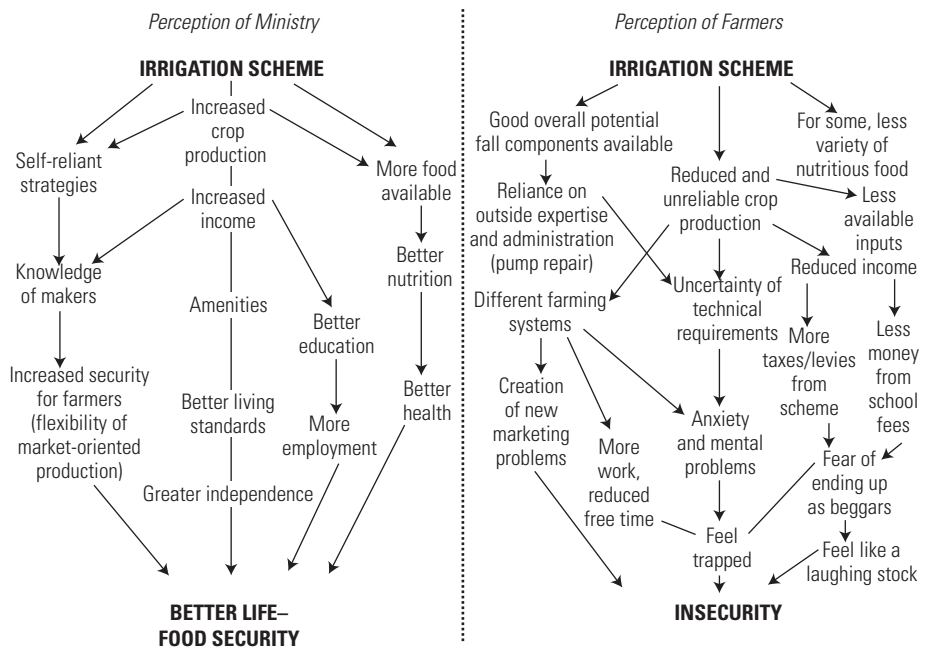 Perception of Ministry
IRRIGATION SCHEME
Increased
crop
production
Self-reliant
strategies
More food
available
Increased
income
Better
nutrition
Knowledge
of makers
Amenities
Better
education
Increased security
for farmers
(flexibility of
market-oriented
production)
Better living
standards
Better
health
More
employment
Greater independence
BETTER LIFE–
FOOD SECURITY
Perception of Farmers
IRRIGATION SCHEME
Good overall potential
fall components available
For some, less
variety of
nutritious food
Reduced and
unreliable crop
production
Reliance on
outside expertise
and administration
(pump repair)
Less
available
inputs
Reduced income
Different farming
systems
Uncertainty of
technical
requirements
More
taxes/levies
from
scheme
Less
money
from
school
fees
Creation
of new
marketing
problems
Anxiety
and mental
problems
More
work,
reduced
free time
Fear of
ending up
as beggars
Feel
trapped
Feel like a
laughing stock
INSECURITY